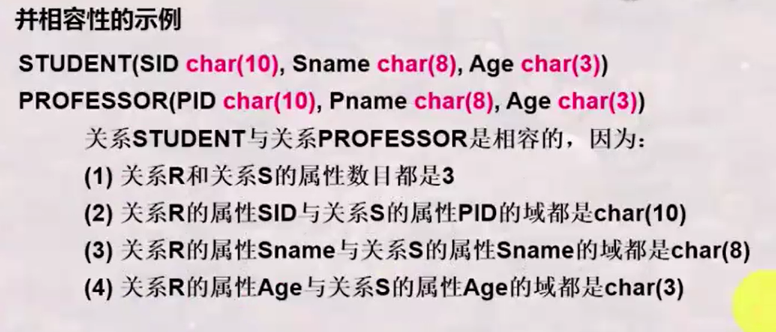 并相容性的示例
STUDENT(SID char(10), Sname char(8), Age char(3))
PROFESSOR(PID char(10), Pname char(8), Age char(3))
关系STUDENT与关系PROFESSOR是相容的，因为：
(1) 关系R和关系S的属性数目都是3
(2) 关系R的属性SID与关系S的属性PID的域都是char(10)
(3) 关系R的属性Sname与关系S的属性Sname的域都是char(8)
(4) 关系R的属性Age与关系S的属性Age的域都是char(3)